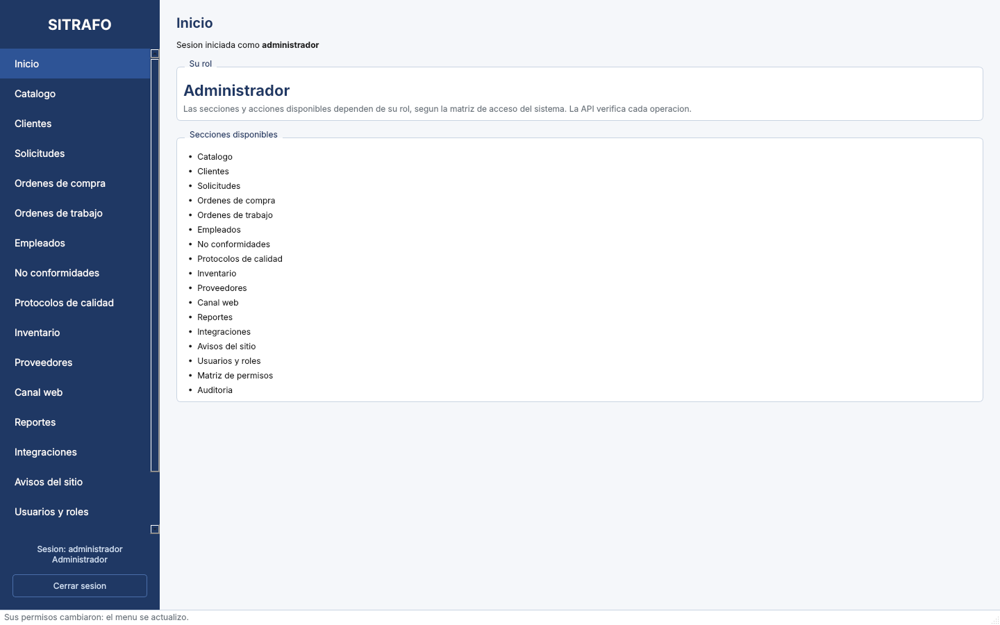 SITRAFO
Inicio
Catalogo
Clientes
Solicitudes
Ordenes de compra
Ordenes de trabajo
Empleados
No conformidades
Protocolos de calidad
Inventario
Proveedores
Canal web
Reportes
Integraciones
Avisos del sitio
Usuarios y roles
Sesion: administrador
Administrador
Cerrar sesion
Inicio
Sesion iniciada como administrador
Su rol
Administrador
Las secciones y acciones disponibles dependen de su rol, segun la matriz de acceso del sistema. La API verifica cada operacion.
Secciones disponibles
• Catalogo
• Clientes
• Solicitudes
• Ordenes de compra
• Ordenes de trabajo
• Empleados
• No conformidades
• Protocolos de calidad
• Inventario
• Proveedores
• Canal web
• Reportes
• Integraciones
• Avisos del sitio
• Usuarios y roles
• Matriz de permisos
• Auditoria
Sus permisos cambiaron: el menu se actualizo.